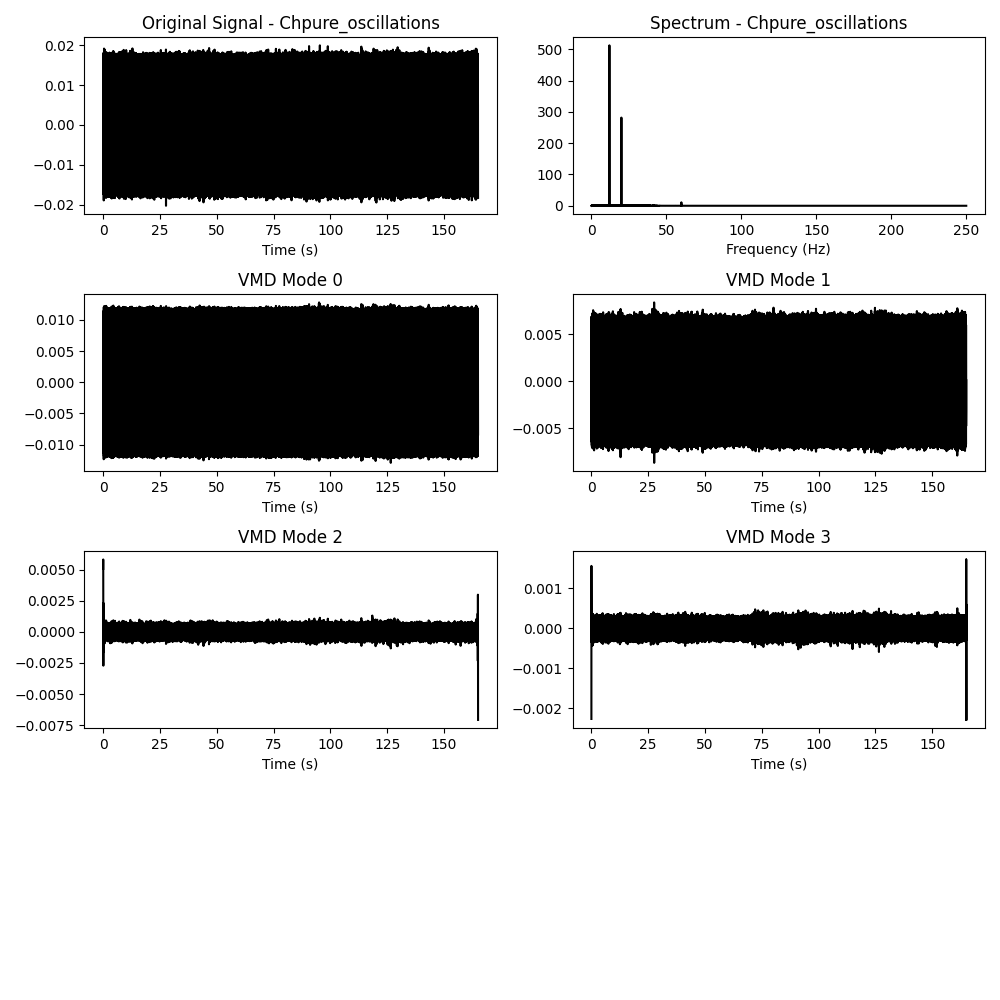 Original Signal - Chpure_oscillations
0.02
0.01
0.00
−0.01
−0.02
0 25 50 75 100 125 150
Time (s)
Spectrum - Chpure_oscillations
500
400
300
200
100
0
0 50 100 150 200 250
Frequency (Hz)
VMD Mode 0
0.010
0.005
0.000
−0.005
−0.010
0 25 50 75 100 125 150
Time (s)
VMD Mode 1
0.005
0.000
−0.005
0 25 50 75 100 125 150
Time (s)
VMD Mode 2
0.0050
0.0025
0.0000
−0.0025
−0.0050
−0.0075
0 25 50 75 100 125 150
Time (s)
VMD Mode 3
0.001
0.000
−0.001
−0.002
0 25 50 75 100 125 150
Time (s)